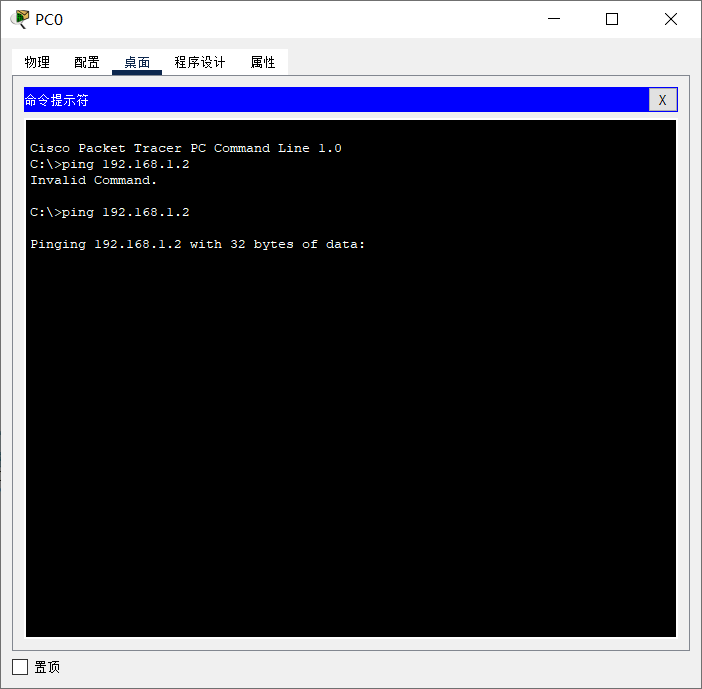 PC0
物理 配置 桌面 程序设计 属性
命令提示符 X
Cisco Packet Tracer PC Command Line 1.0
C:\>ping 192.168.1.2
Invalid Command.
C:\>ping 192.168.1.2
Pinging 192.168.1.2 with 32 bytes of data:
置顶